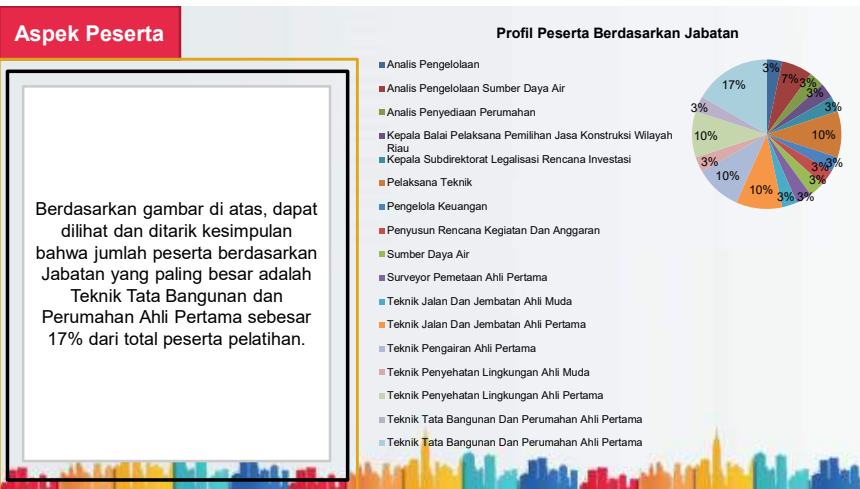 Aspek Peserta
Berdasarkan gambar di atas, dapat
dilihat dan ditarik kesimpulan
bahwa jumlah peserta berdasarkan
Jabatan yang paling besar adalah
Teknik Tata Bangunan dan
Perumahan Ahli Pertama sebesar
17% dari total peserta pelatihan.
Profil Peserta Berdasarkan Jabatan
Analis Pengelolaan
Analis Pengelolaan Sumber Daya Air
Analis Penyediaan Perumahan
Kepala Balai Pelaksana Pemilihan Jasa Konstruksi Wilayah
Riau
Kepala Subdirektorat Legalisasi Rencana Investasi
Pelaksana Teknik
Pengelola Keuangan
Penyusun Rencana Kegiatan Dan Anggaran
Sumber Daya Air
Surveyor Pemetaan Ahli Pertama
Teknik Jalan Dan Jembatan Ahli Muda
Teknik Jalan Dan Jembatan Ahli Pertama
Teknik Pengairan Ahli Pertama
Teknik Penyehatan Lingkungan Ahli Muda
Teknik Penyehatan Lingkungan Ahli Pertama
Teknik Tata Bangunan Dan Perumahan Ahli Pertama
Teknik Tata Bangunan Dan Perumahan Ahli Pertama
3%
7%
3%
3%
3%
10%
3%
3%
3%
3%
3%
10%
10%
3%
10%
3%
17%